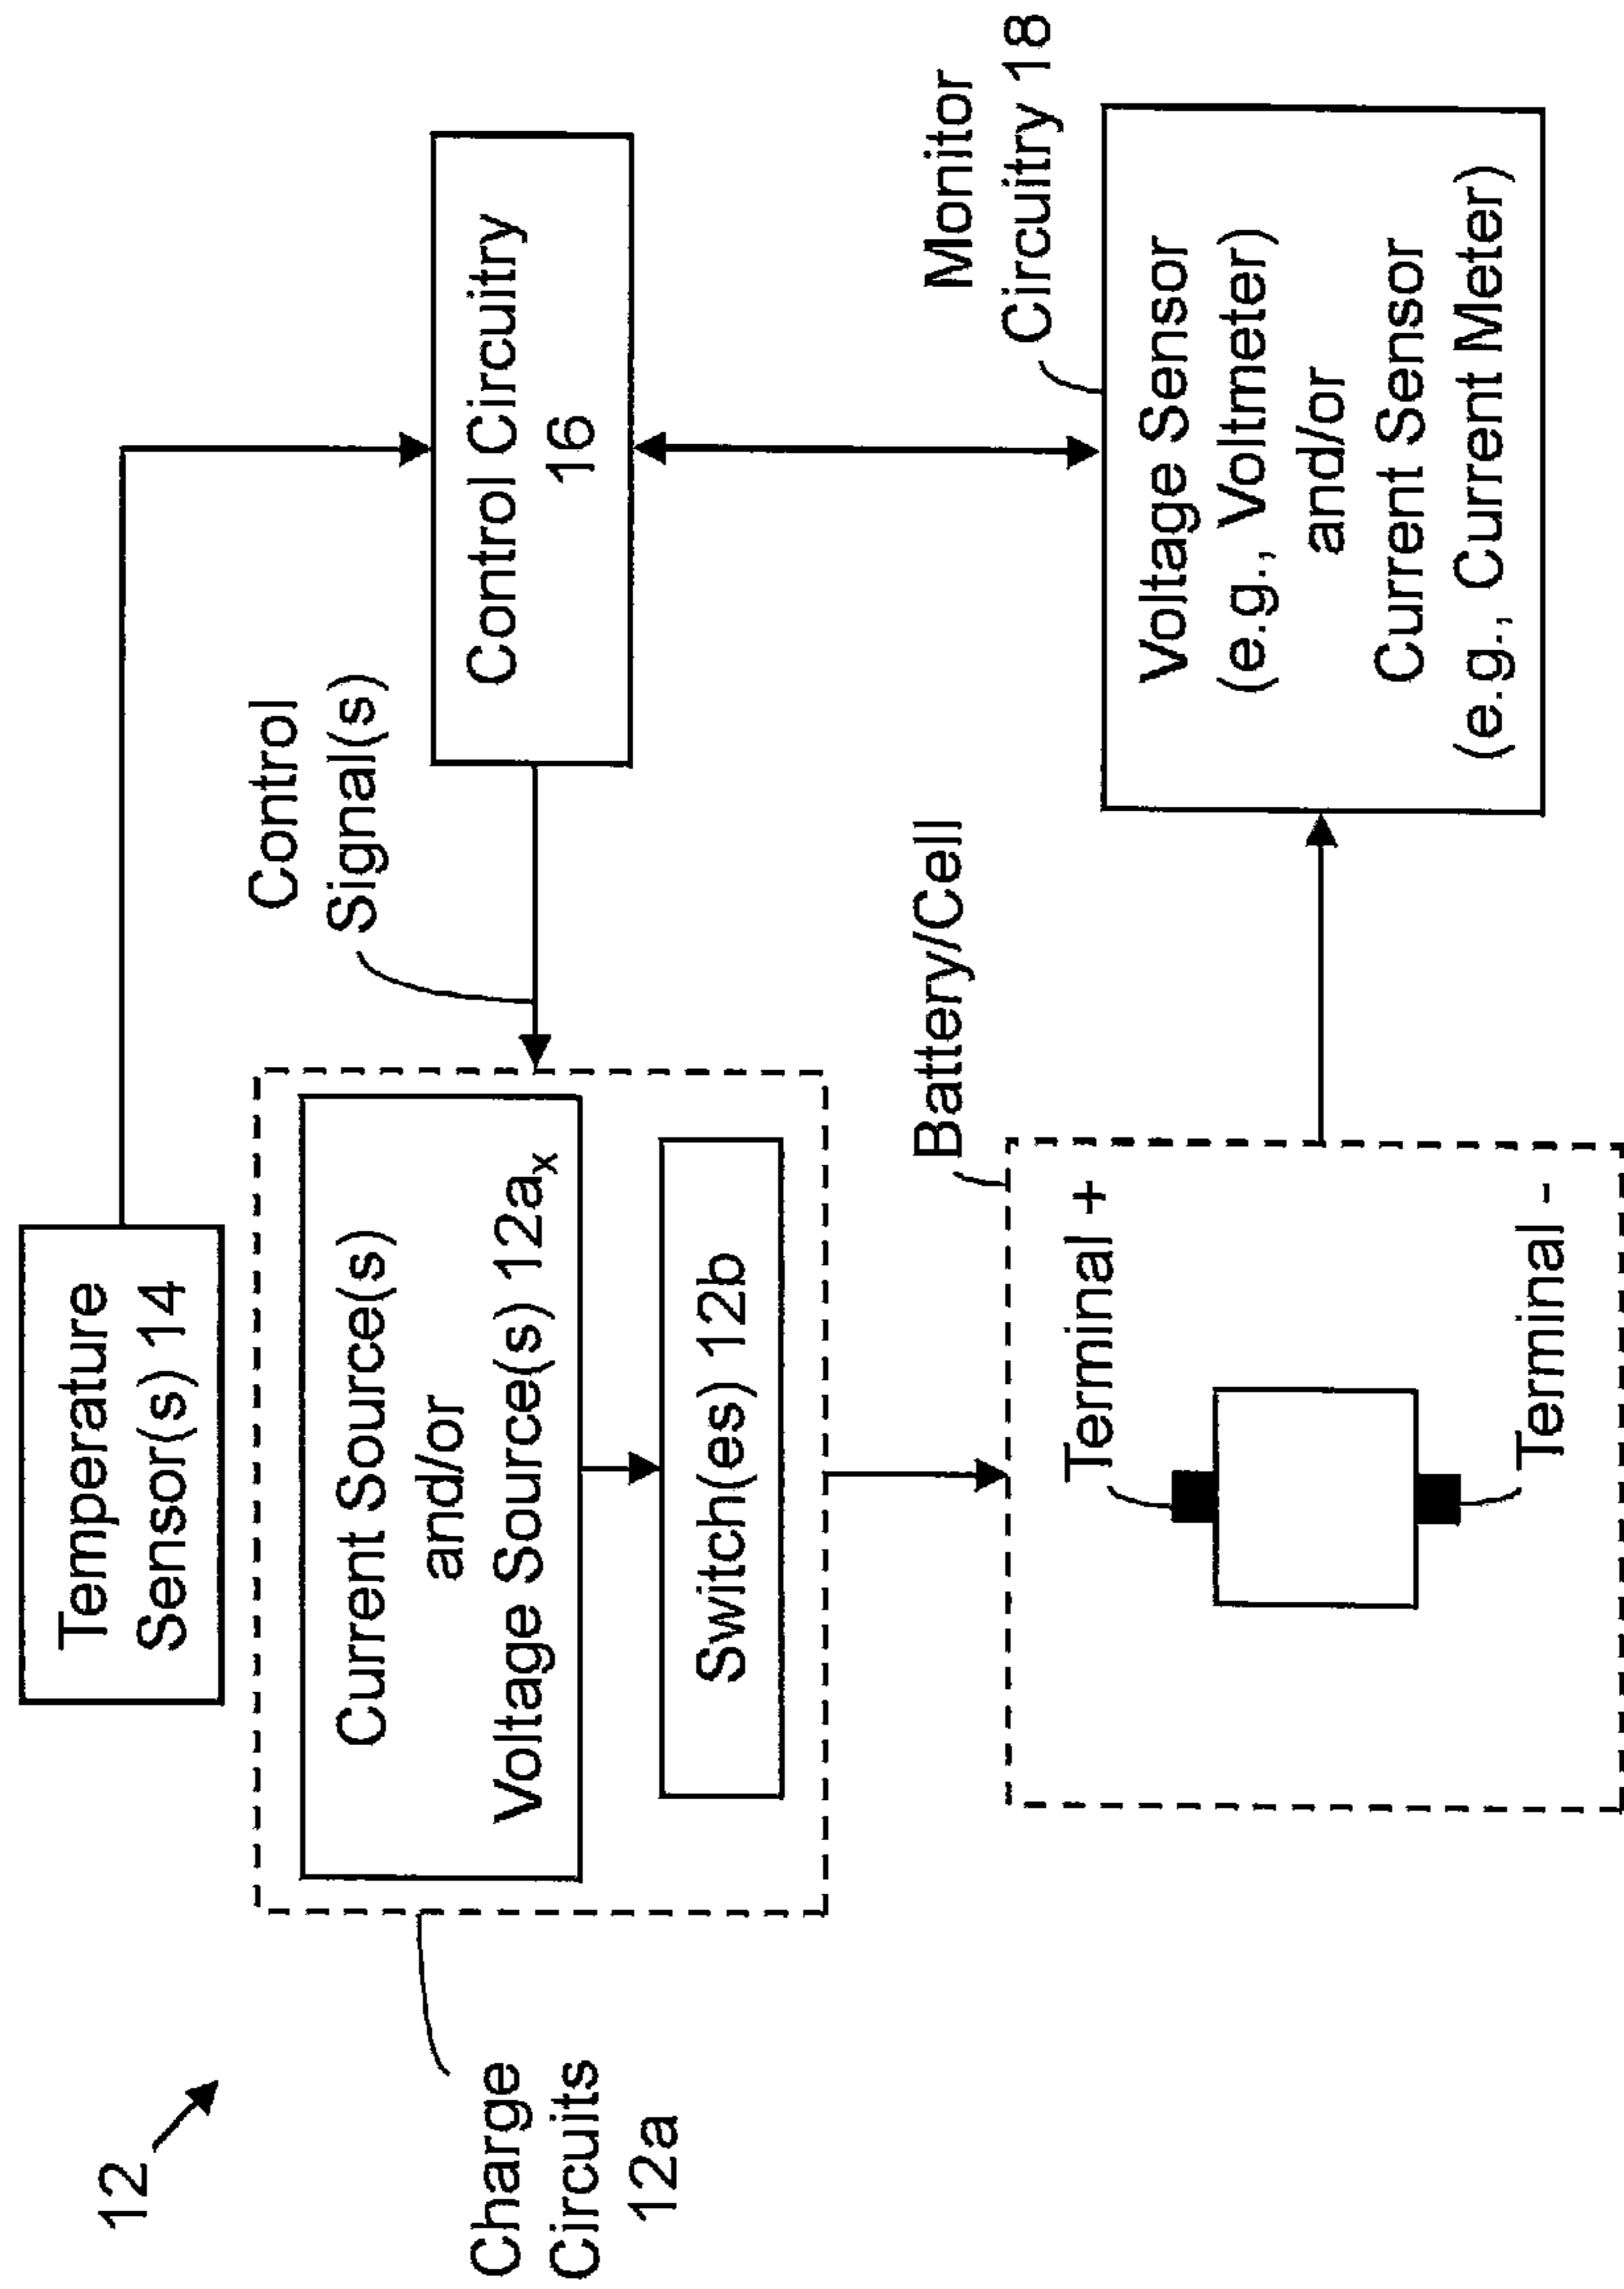 12
Temperature
Sensor(s) 14
Control
Signal(s)
Charge
Circuits
12a
Current Source(s)
and/or
Voltage Source(s) 12aₓ
Switch(es) 12b
Control Circuitry
16
Battery/Cell
Terminal +
Terminal -
Monitor
Circuitry 18
Voltage Sensor
(e.g., Voltmeter)
and/or
Current Sensor
(e.g., Current Meter)